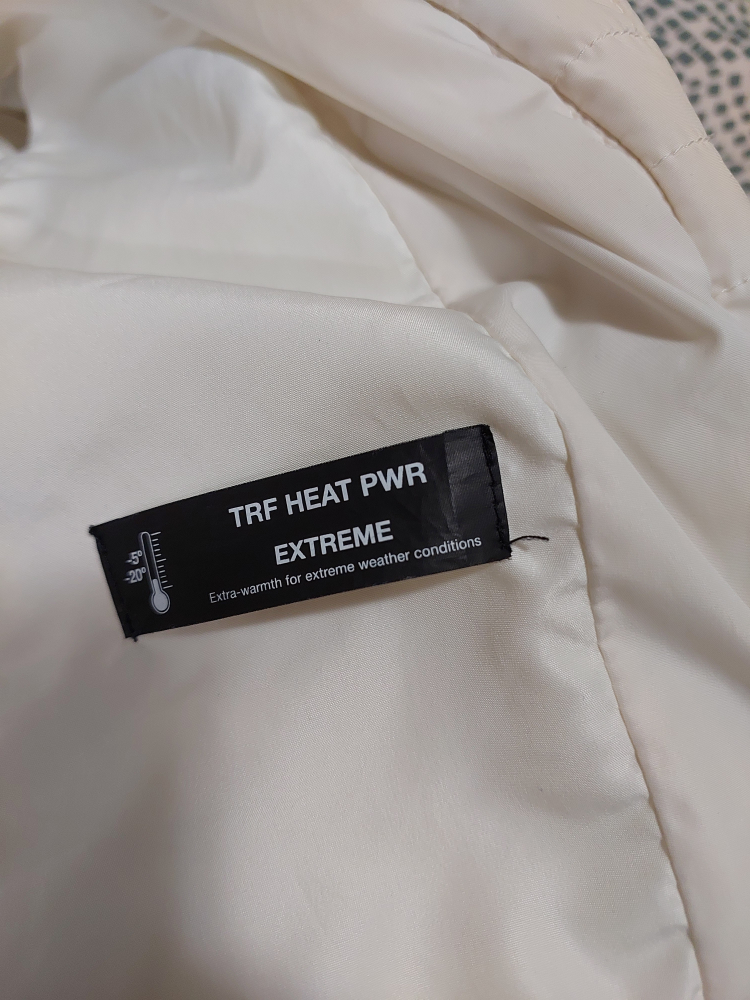 TRF HEAT PWR
EXTREME
Extra-warmth for extreme weather conditions
-5°
-20°